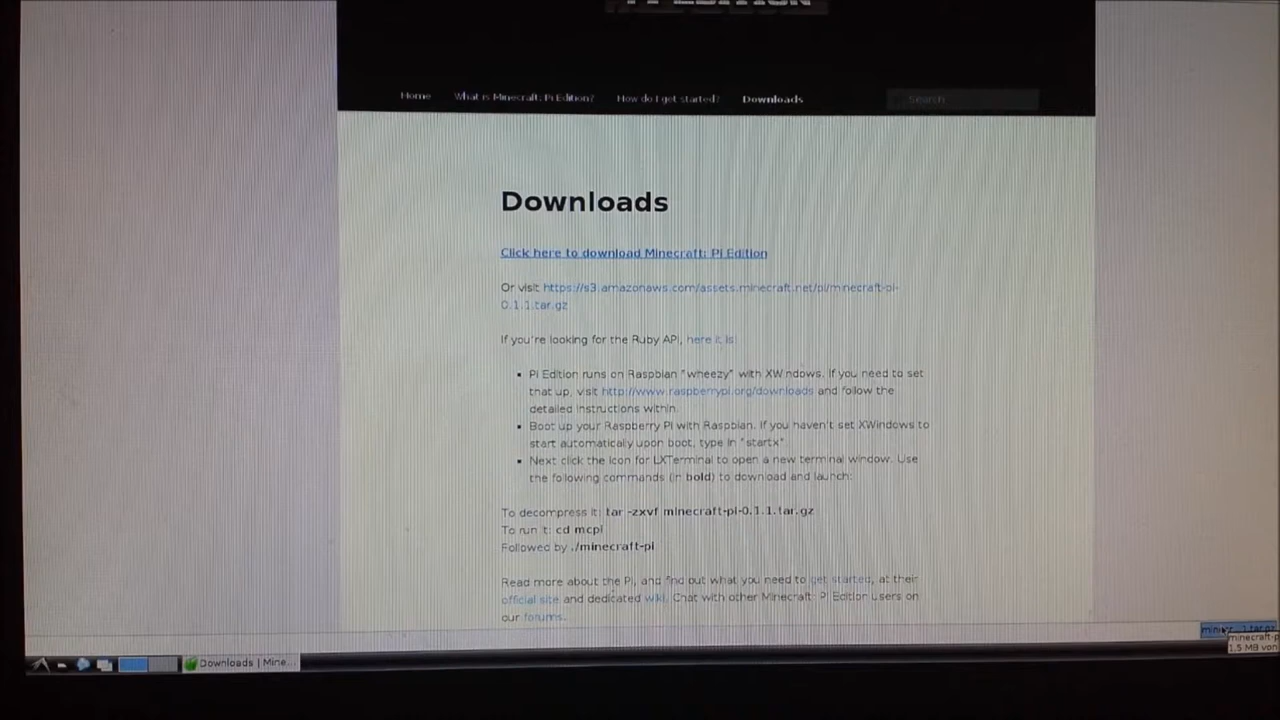 PI EDITION
Home What is Minecraft: Pi Edition? How do I get started? Downloads Search
Downloads
Click here to download Minecraft: Pi Edition
Or visit https://s3.amazonaws.com/assets.minecraft.net/pi/minecraft-pi-
0.1.1.tar.gz
If you're looking for the Ruby API, here it is.
▪ Pi Edition runs on Raspbian "wheezy" with XWindows. If you need to set
that up, visit http://www.raspberrypi.org/downloads and follow the
detailed instructions within.
▪ Boot up your Raspberry Pi with Raspbian. If you haven't set XWindows to
start automatically upon boot, type in "startx"
▪ Next click the icon for LXTerminal to open a new terminal window. Use
the following commands (in bold) to download and launch:
To decompress it: tar -zxvf minecraft-pi-0.1.1.tar.gz
To run it: cd mcpi
Followed by ./minecraft-pi
Read more about the Pi, and find out what you need to get started, at their
official site and dedicated wiki. Chat with other Minecraft: Pi Edition users on
our forums.
minecraft-p
1.5 MB von
Downloads | Mine...